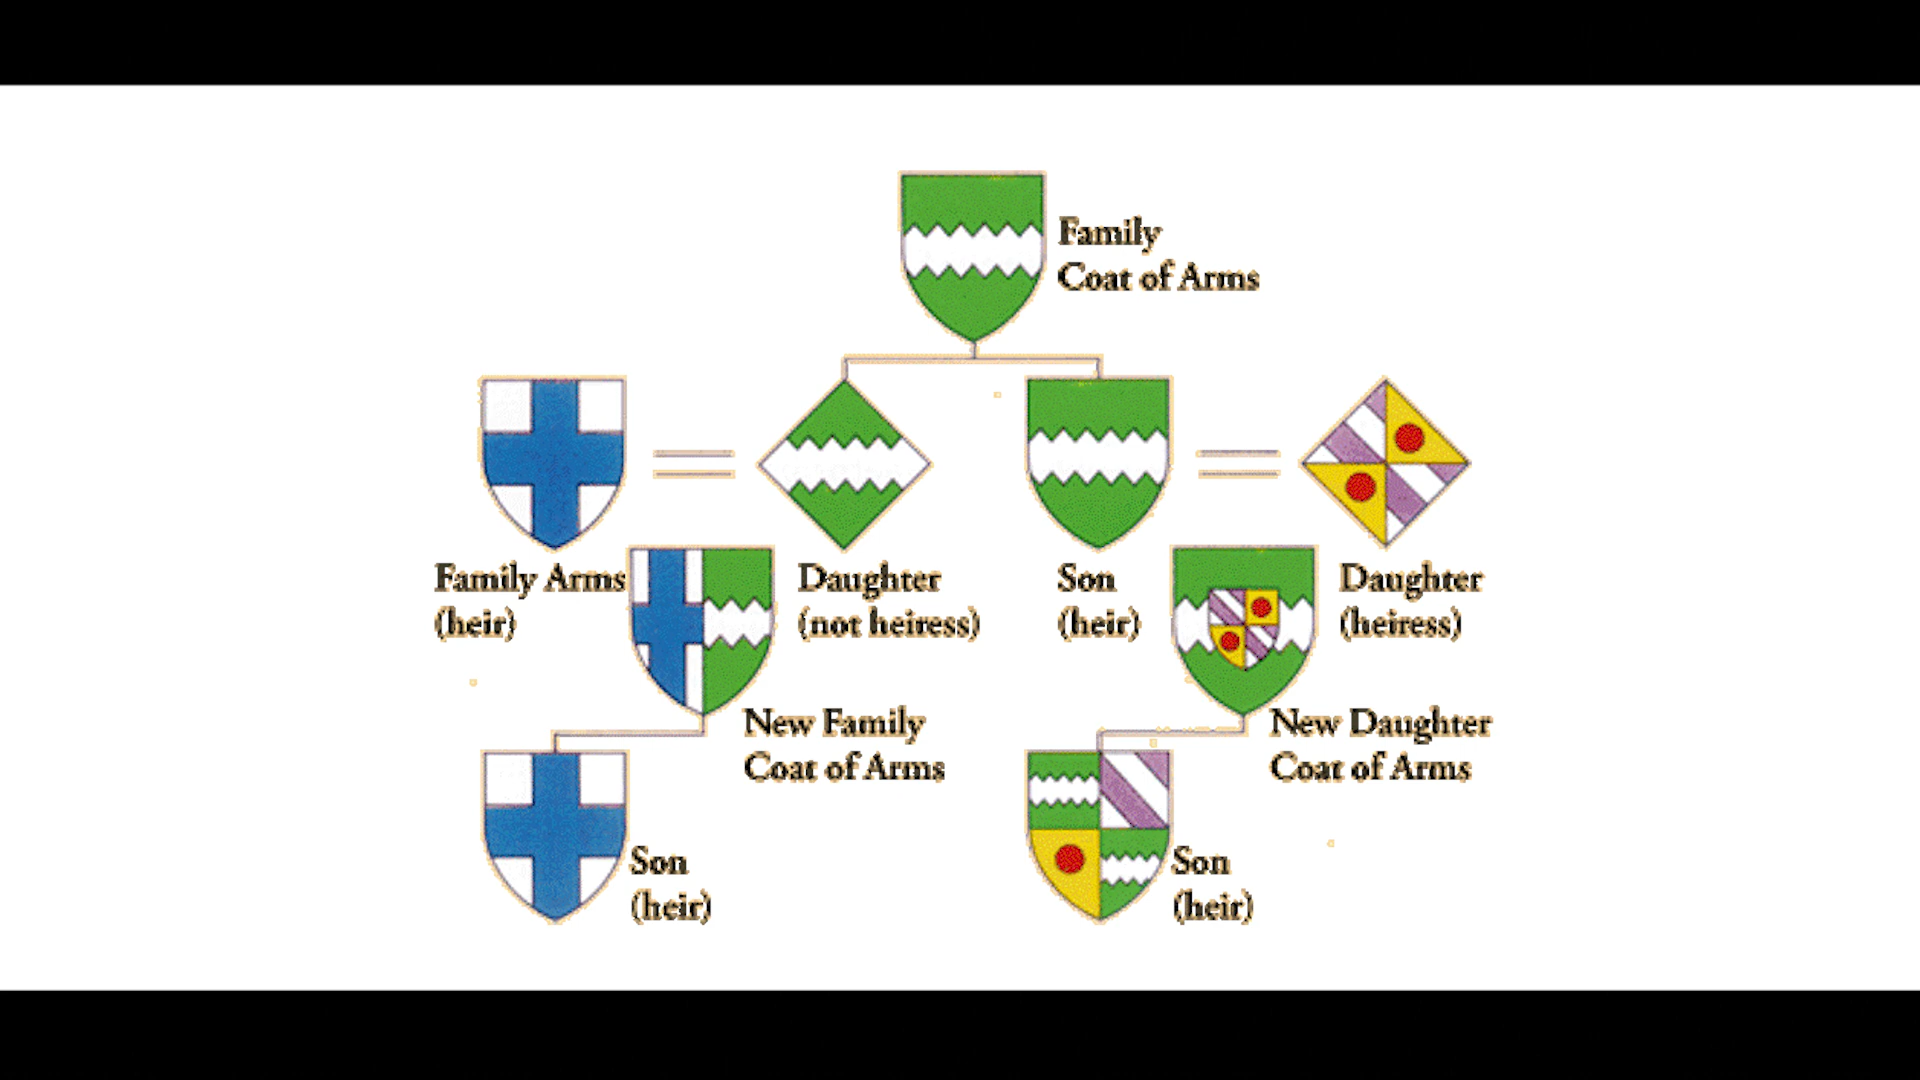 Family
Coat of Arms
Family Arms
(heir)
Daughter
(not heiress)
Son
(heir)
Daughter
(heiress)
New Family
Coat of Arms
New Daughter
Coat of Arms
Son
(heir)
Son
(heir)